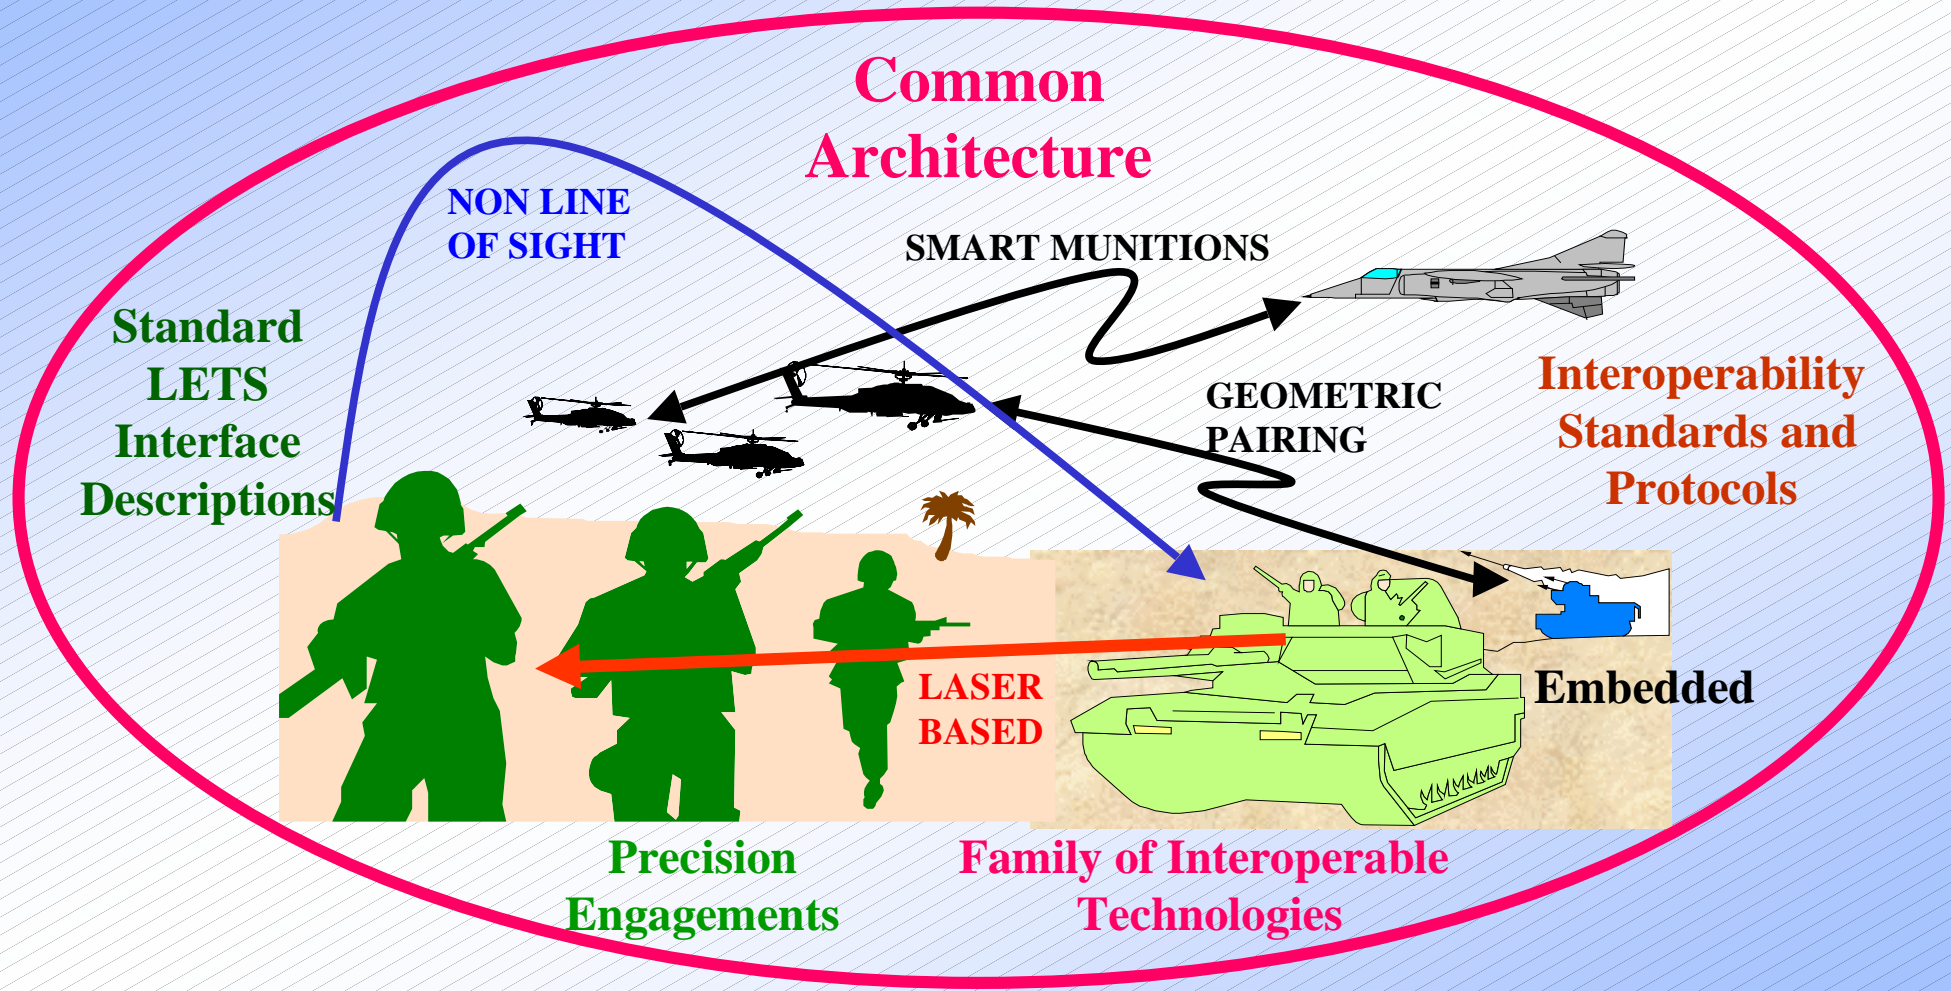 Common
Architecture
NON LINE
OF SIGHT
SMART MUNITIONS
Standard
LETS
Interface
Descriptions
GEOMETRIC
PAIRING
Interoperability
Standards and
Protocols
LASER
BASED
Embedded
Precision
Engagements
Family of Interoperable
Technologies